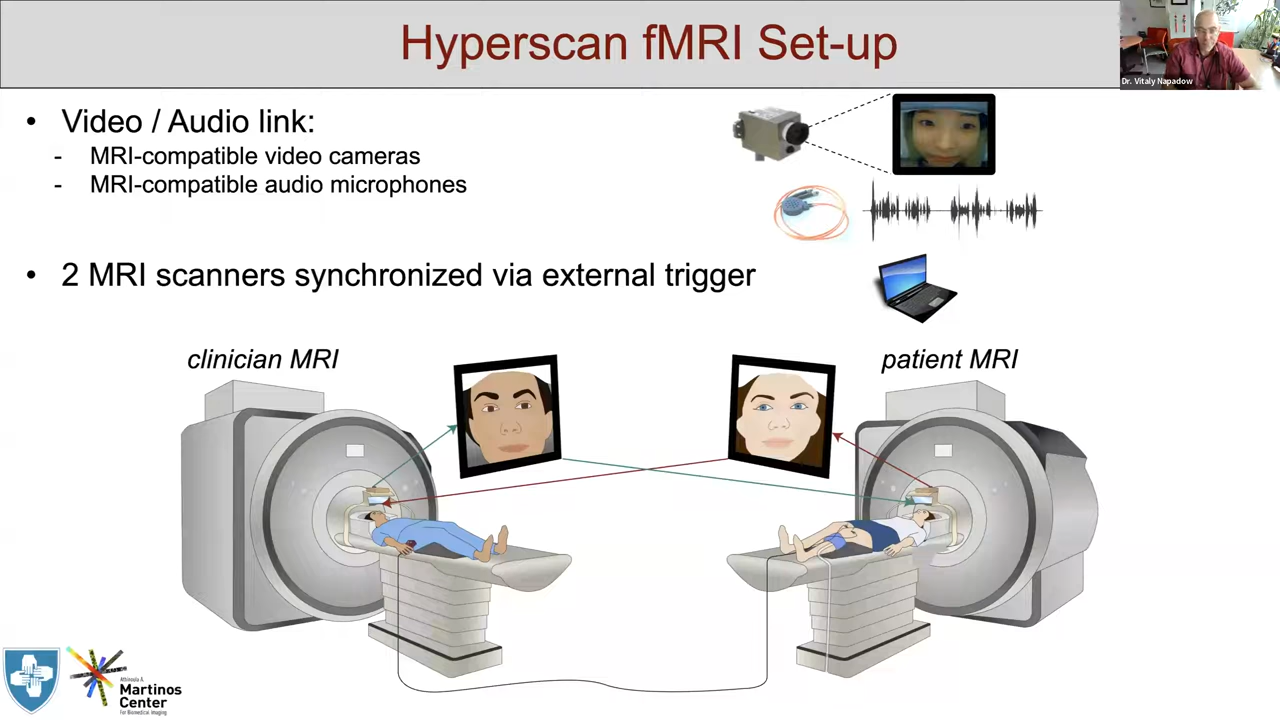 Hyperscan fMRI Set-up
Dr. Vitaly Napadow
• Video / Audio link:
- MRI-compatible video cameras
- MRI-compatible audio microphones
• 2 MRI scanners synchronized via external trigger
clinician MRI
patient MRI
Athinoula A.
Martinos
Center
For Biomedical Imaging